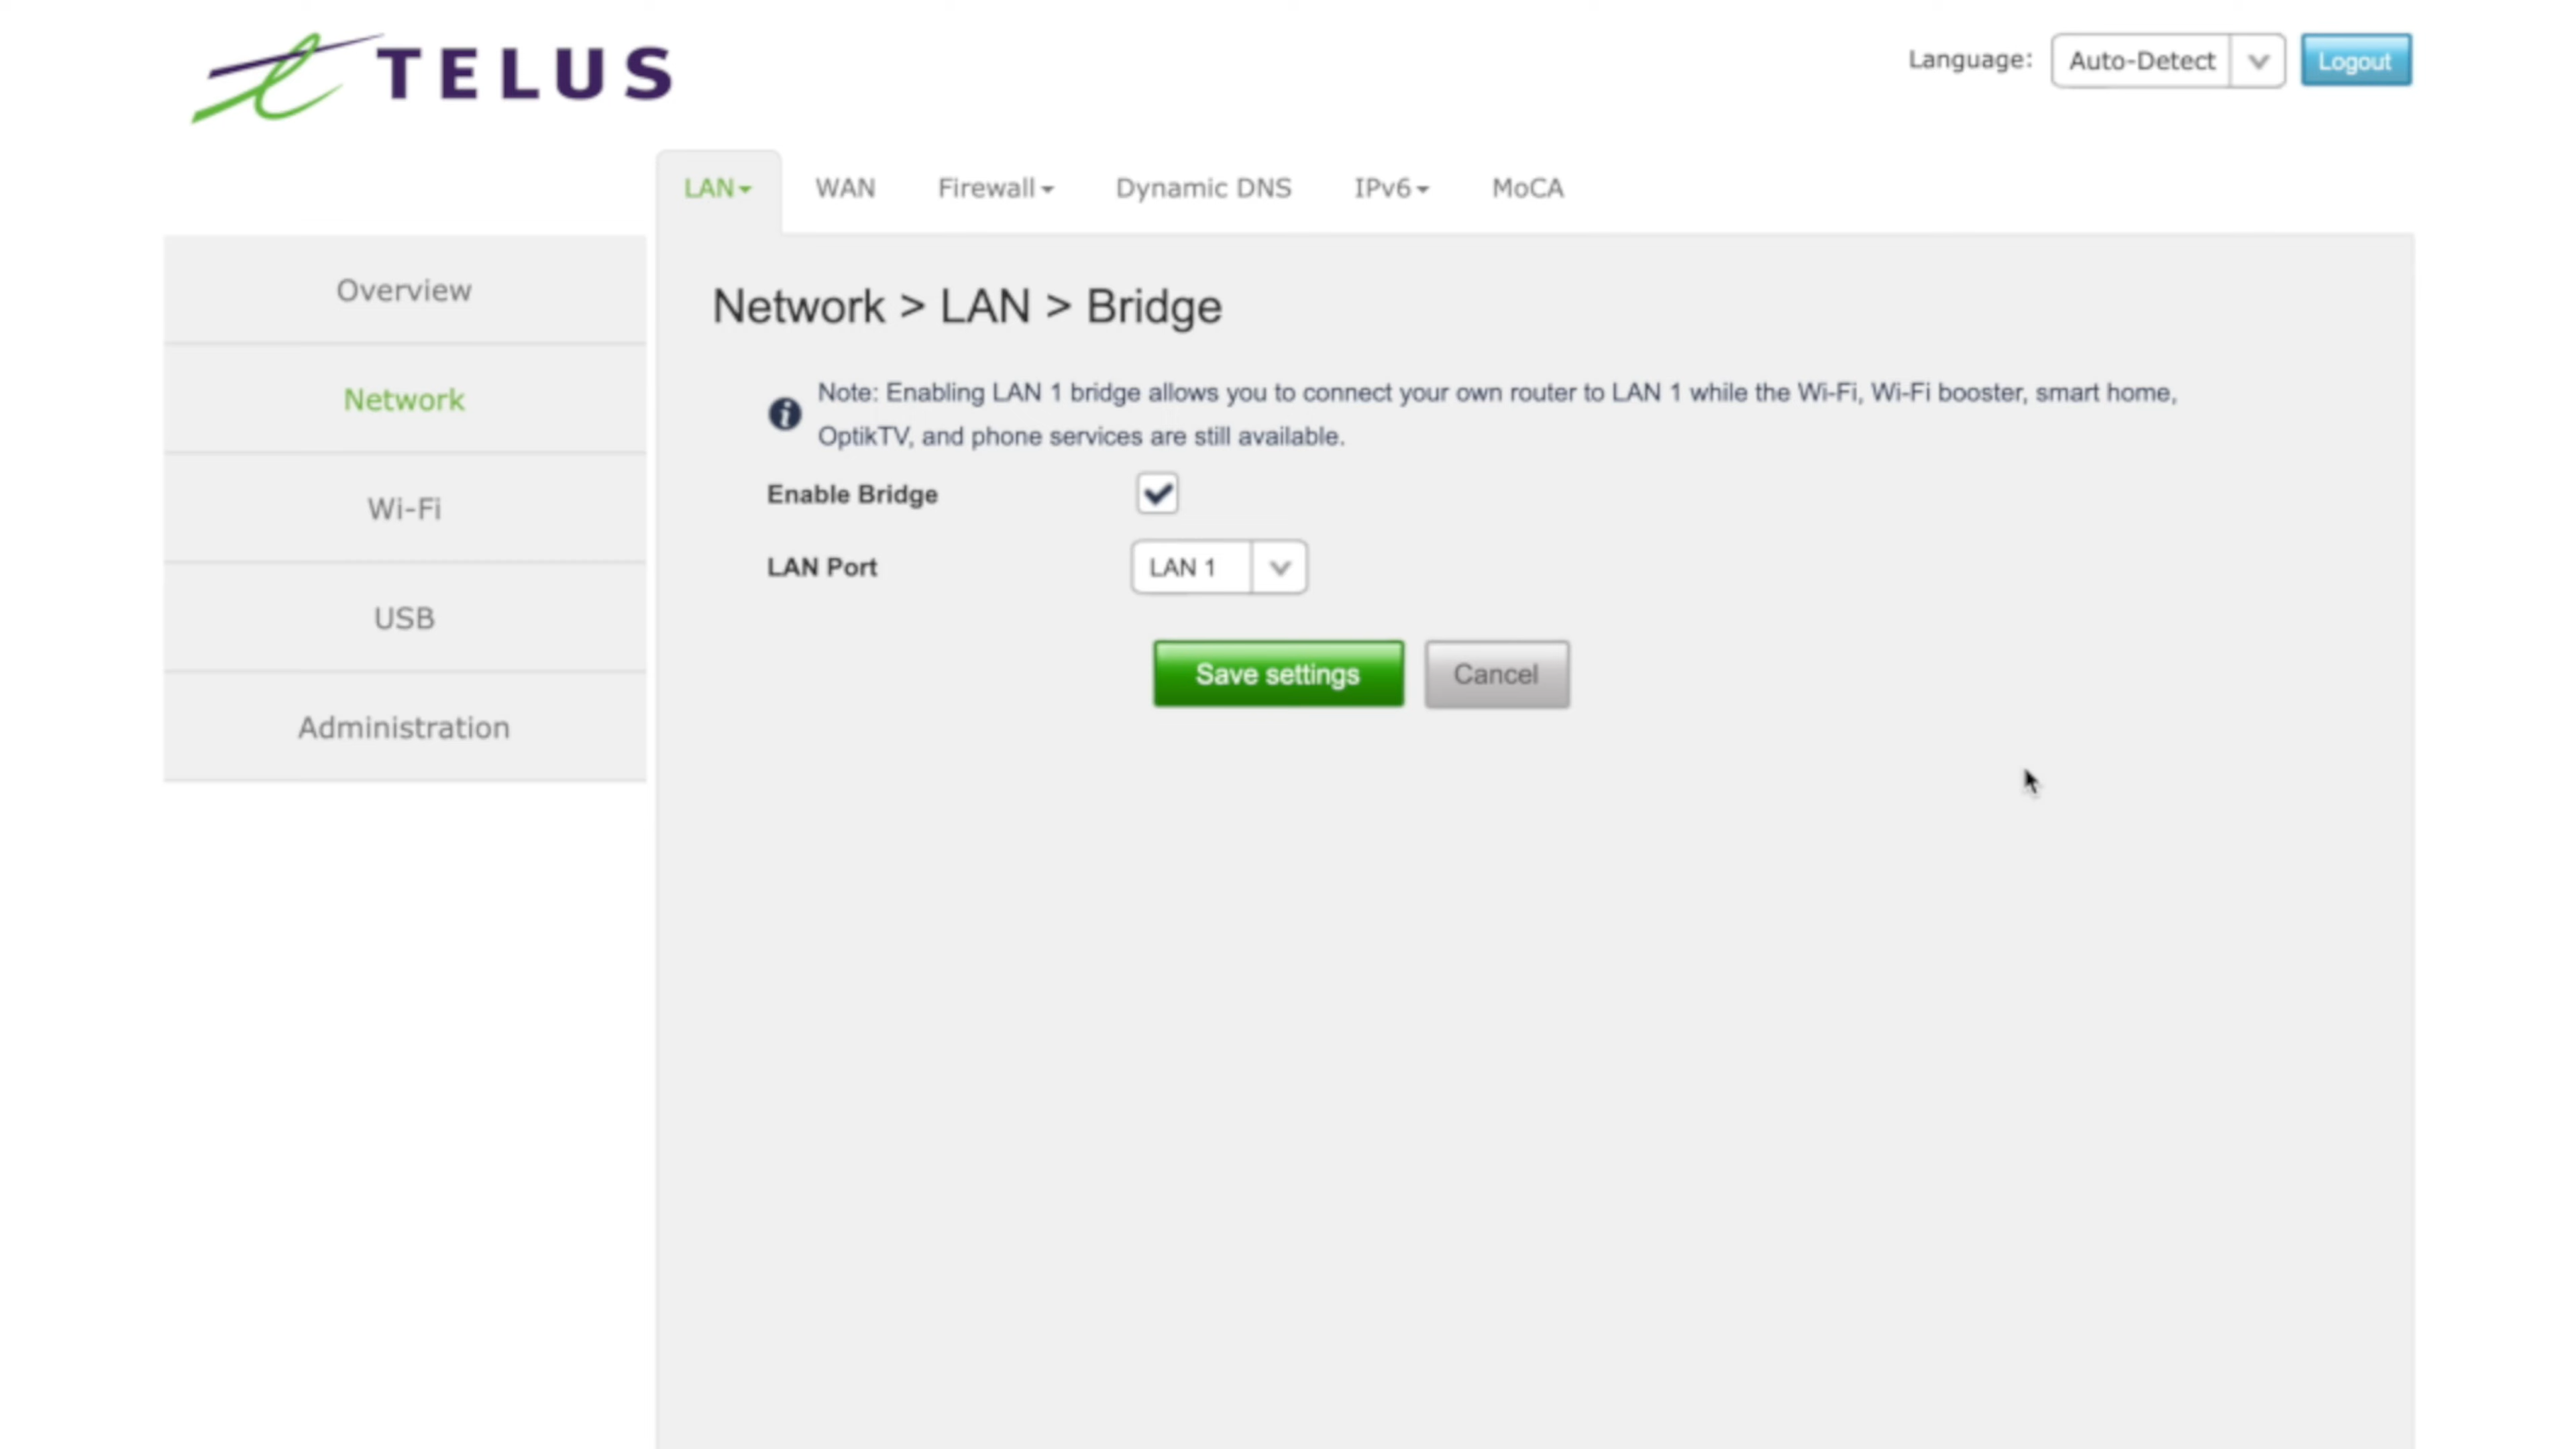 TELUS
Language: Auto-Detect Logout
LAN WAN Firewall Dynamic DNS IPv6 MoCA
Overview
Network
Wi-Fi
USB
Administration
Network > LAN > Bridge
Note: Enabling LAN 1 bridge allows you to connect your own router to LAN 1 while the Wi-Fi, Wi-Fi booster, smart home,
OptikTV, and phone services are still available.
Enable Bridge
LAN Port LAN 1
Save settings Cancel